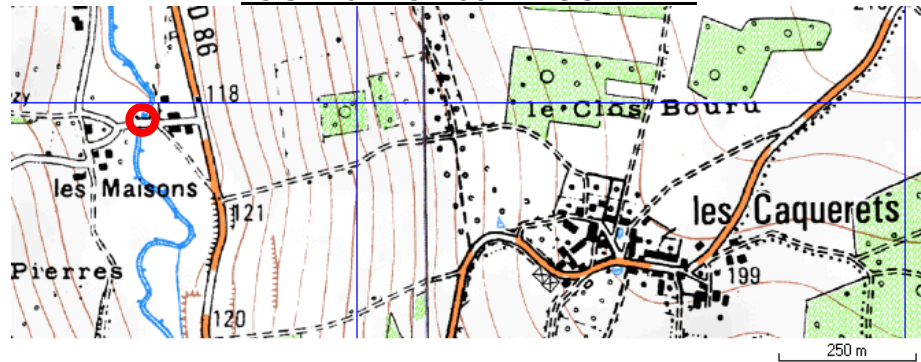 D 86
118
le Clos Bouru
les Maisons
121
les Caquerets
Pierres
199
120
250 m